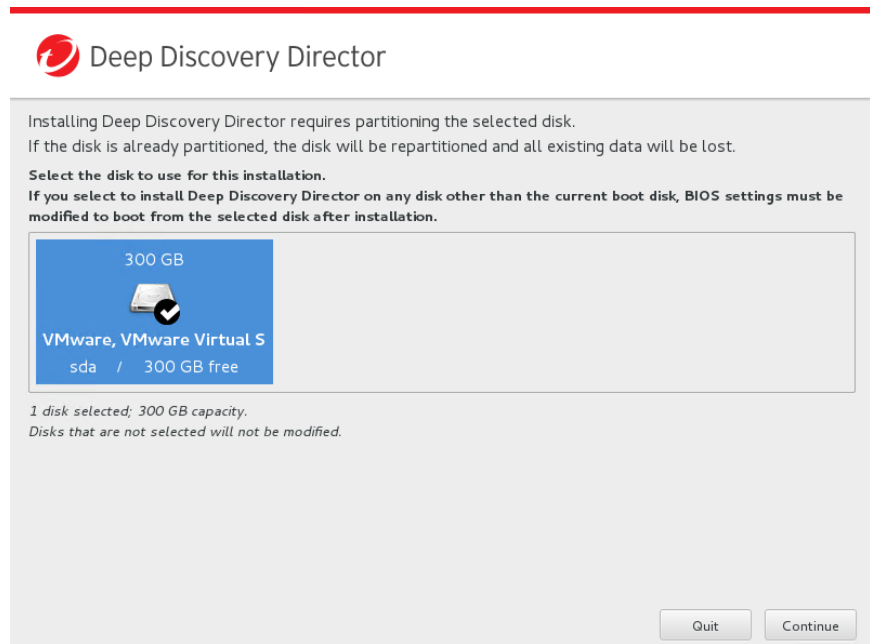 Deep Discovery Director
Installing Deep Discovery Director requires partitioning the selected disk.
If the disk is already partitioned, the disk will be repartitioned and all existing data will be lost.
Select the disk to use for this installation.
If you select to install Deep Discovery Director on any disk other than the current boot disk, BIOS settings must be
modified to boot from the selected disk after installation.
300 GB
VMware, VMware Virtual S
sda / 300 GB free
1 disk selected; 300 GB capacity.
Disks that are not selected will not be modified.
Quit Continue